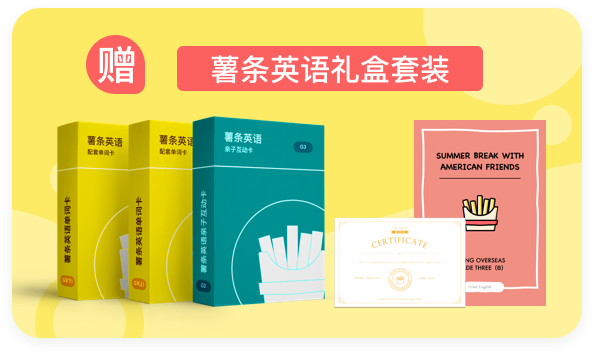 赠
薯条英语礼盒套装
薯条英语
配套单词卡
薯条英语单词卡
薯条英语
配套单词卡
薯条英语单词卡
薯条英语
亲子互动卡
G3
薯条英语亲子互动卡
G3
CERTIFICATE
SUMMER BREAK WITH
AMERICAN FRIENDS
NG OVERSEAS
DE THREE (B)